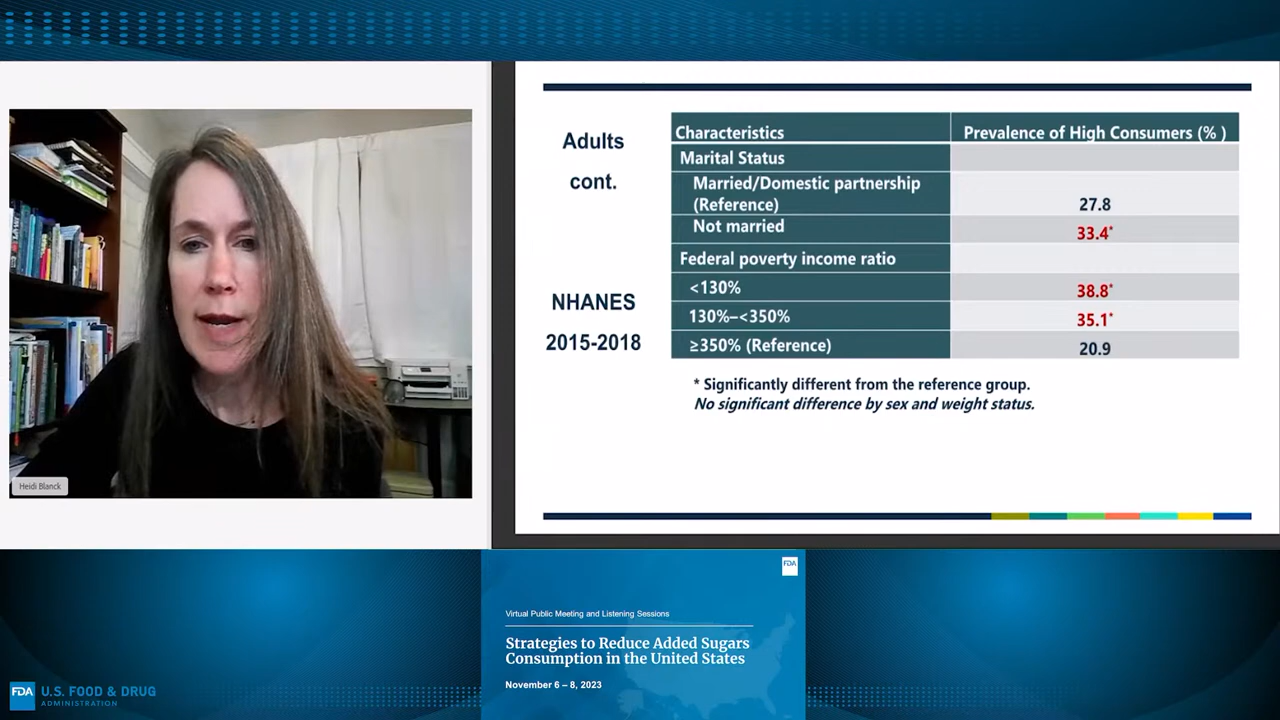 Heidi Blanck
Adults
cont.
NHANES
2015-2018
Characteristics Prevalence of High Consumers (% )
Marital Status
Married/Domestic partnership
(Reference) 27.8
Not married 33.4*
Federal poverty income ratio
<130% 38.8*
130%–<350% 35.1*
≥350% (Reference) 20.9
* Significantly different from the reference group.
No significant difference by sex and weight status.
FDA
Virtual Public Meeting and Listening Sessions
Strategies to Reduce Added Sugars
Consumption in the United States
November 6 – 8, 2023
FDA U.S. FOOD & DRUG
ADMINISTRATION